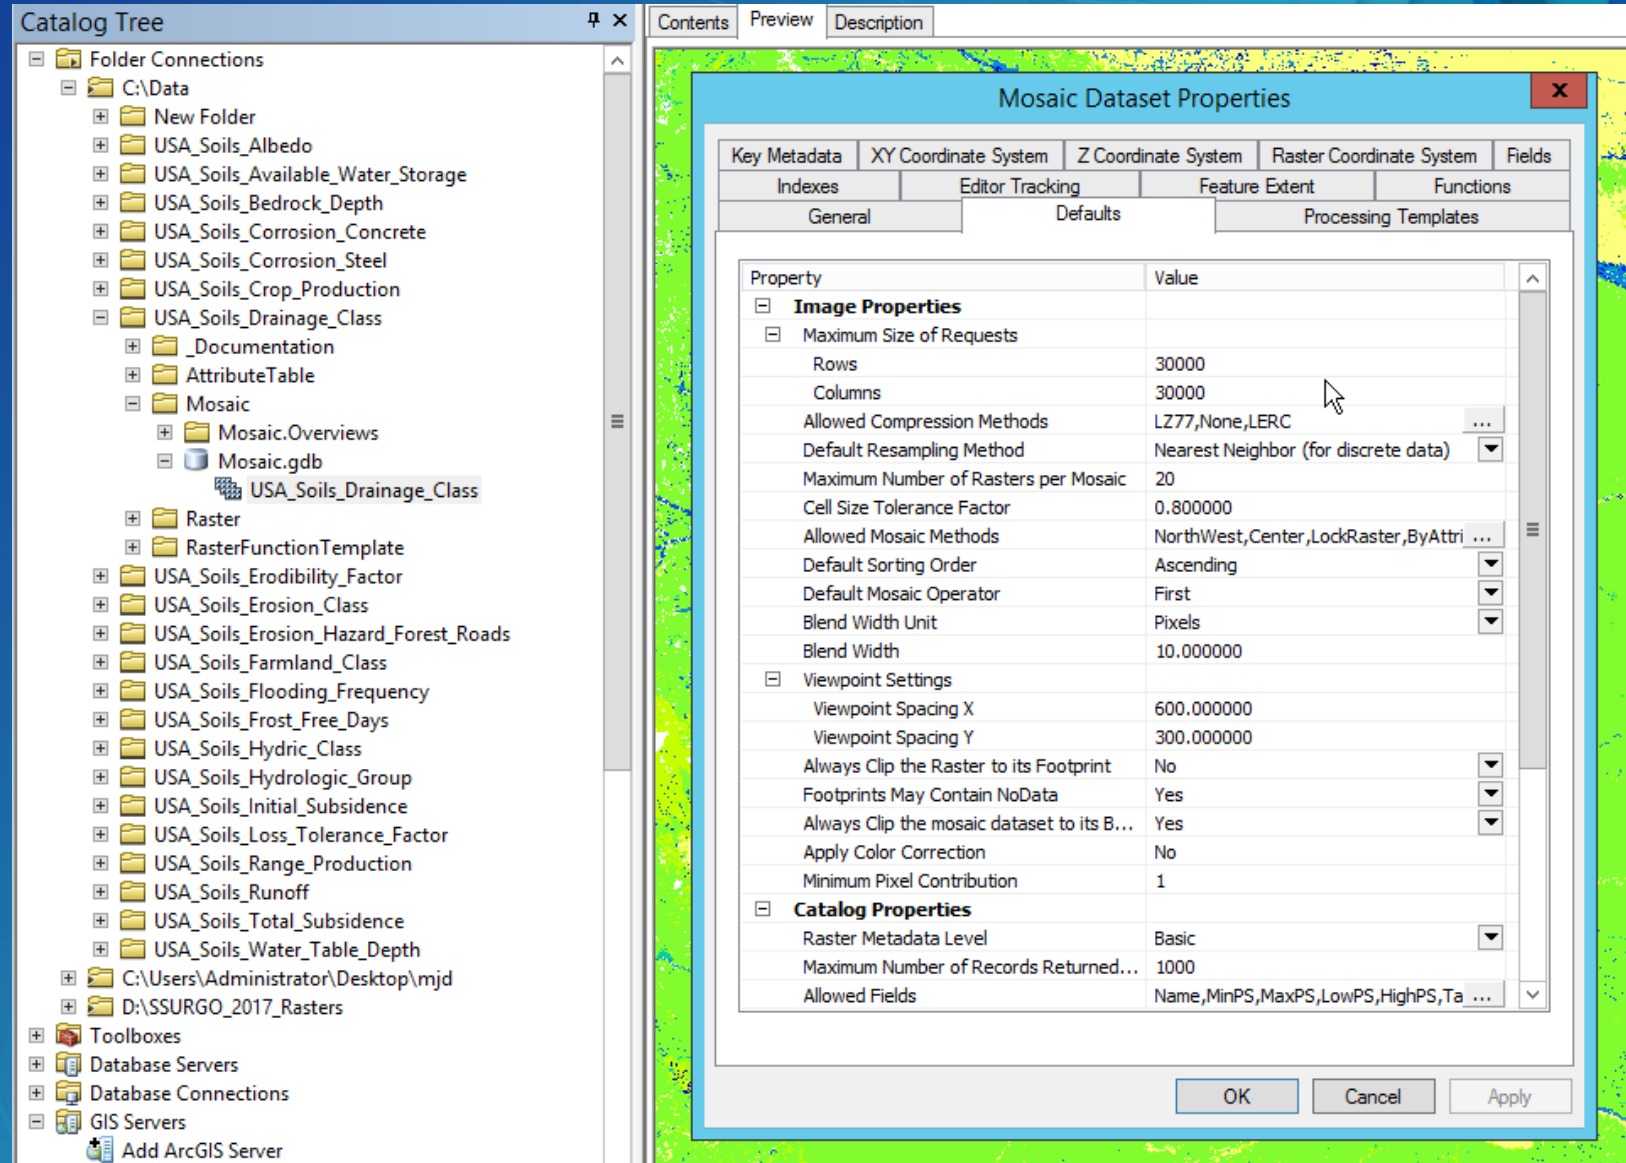 Catalog Tree
Folder Connections
C:\Data
New Folder
USA_Soils_Albedo
USA_Soils_Available_Water_Storage
USA_Soils_Bedrock_Depth
USA_Soils_Corrosion_Concrete
USA_Soils_Corrosion_Steel
USA_Soils_Crop_Production
USA_Soils_Drainage_Class
_Documentation
AttributeTable
Mosaic
Mosaic.Overviews
Mosaic.gdb
USA_Soils_Drainage_Class
Raster
RasterFunctionTemplate
USA_Soils_Erodibility_Factor
USA_Soils_Erosion_Class
USA_Soils_Erosion_Hazard_Forest_Roads
USA_Soils_Farmland_Class
USA_Soils_Flooding_Frequency
USA_Soils_Frost_Free_Days
USA_Soils_Hydric_Class
USA_Soils_Hydrologic_Group
USA_Soils_Initial_Subsidence
USA_Soils_Loss_Tolerance_Factor
USA_Soils_Range_Production
USA_Soils_Runoff
USA_Soils_Total_Subsidence
USA_Soils_Water_Table_Depth
C:\Users\Administrator\Desktop\mjd
D:\SSURGO_2017_Rasters
Toolboxes
Database Servers
Database Connections
GIS Servers
Add ArcGIS Server
Contents Preview Description
Mosaic Dataset Properties
Key Metadata XY Coordinate System Z Coordinate System Raster Coordinate System Fields
Indexes Editor Tracking Feature Extent Functions
General Defaults Processing Templates
Property Value
Image Properties
Maximum Size of Requests
Rows 30000
Columns 30000
Allowed Compression Methods LZ77,None,LERC ...
Default Resampling Method Nearest Neighbor (for discrete data)
Maximum Number of Rasters per Mosaic 20
Cell Size Tolerance Factor 0.800000
Allowed Mosaic Methods NorthWest,Center,LockRaster,ByAttri ...
Default Sorting Order Ascending
Default Mosaic Operator First
Blend Width Unit Pixels
Blend Width 10.000000
Viewpoint Settings
Viewpoint Spacing X 600.000000
Viewpoint Spacing Y 300.000000
Always Clip the Raster to its Footprint No
Footprints May Contain NoData Yes
Always Clip the mosaic dataset to its B... Yes
Apply Color Correction No
Minimum Pixel Contribution 1
Catalog Properties
Raster Metadata Level Basic
Maximum Number of Records Returned... 1000
Allowed Fields Name,MinPS,MaxPS,LowPS,HighPS,Ta ...
OK Cancel Apply